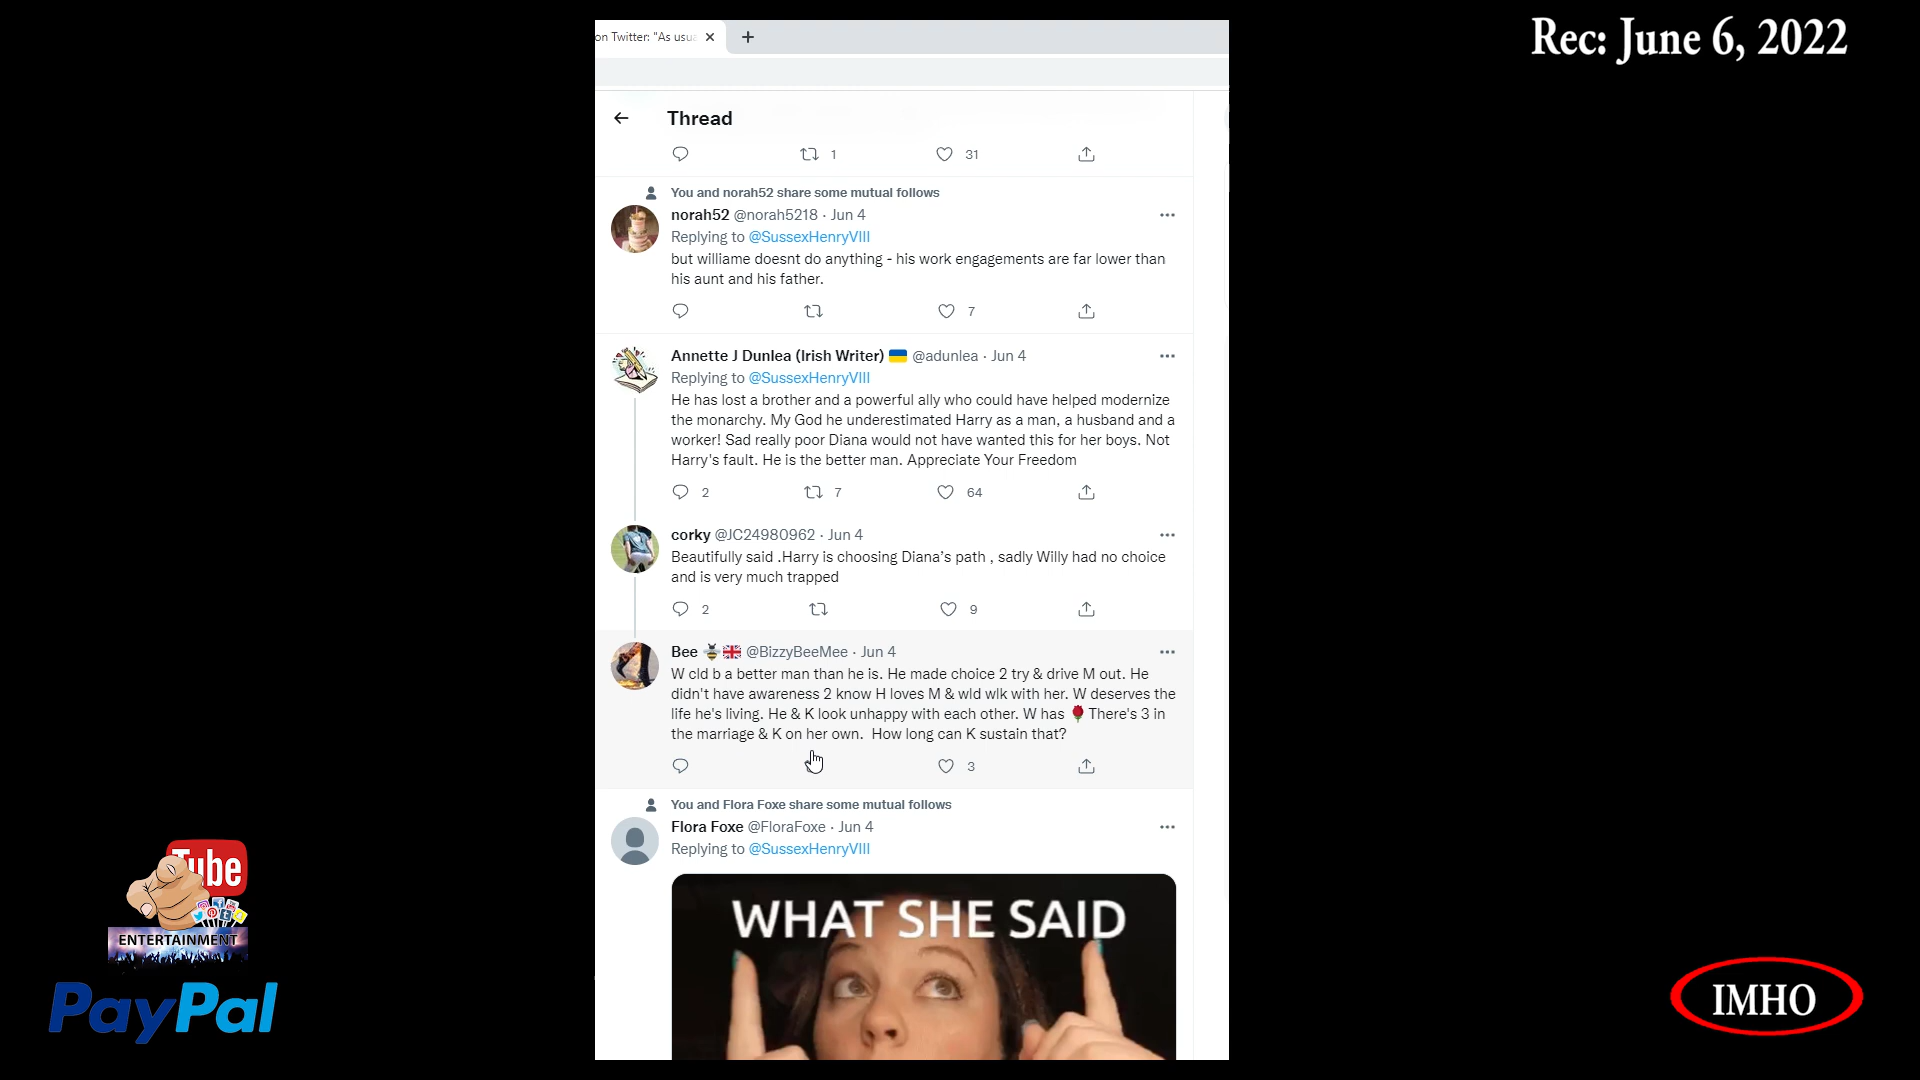 on Twitter: "As usu
Rec: June 6, 2022
Thread
1
31
You and norah52 share some mutual follows
norah52 @norah5218 · Jun 4
Replying to @SussexHenryVIII
but williame doesnt do anything - his work engagements are far lower than
his aunt and his father.
7
Annette J Dunlea (Irish Writer) 🇺🇦 @adunlea · Jun 4
Replying to @SussexHenryVIII
He has lost a brother and a powerful ally who could have helped modernize
the monarchy. My God he underestimated Harry as a man, a husband and a
worker! Sad really poor Diana would not have wanted this for her boys. Not
Harry's fault. He is the better man. Appreciate Your Freedom
2
7
64
corky @JC24980962 · Jun 4
Beautifully said .Harry is choosing Diana’s path , sadly Willy had no choice
and is very much trapped
2
9
Bee 🐝🇬🇧 @BizzyBeeMee · Jun 4
W cld b a better man than he is. He made choice 2 try & drive M out. He
didn't have awareness 2 know H loves M & wld wlk with her. W deserves the
life he's living. He & K look unhappy with each other. W has 🌹There's 3 in
the marriage & K on her own.  How long can K sustain that?
3
You and Flora Foxe share some mutual follows
Flora Foxe @FloraFoxe · Jun 4
Replying to @SussexHenryVIII
WHAT SHE SAID
Tube
ENTERTAINMENT
PayPal
IMHO